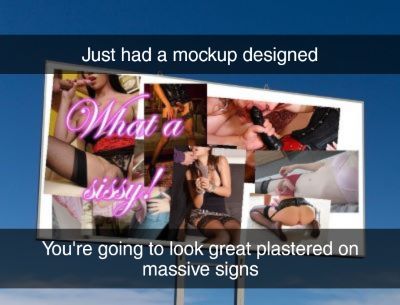 Just had a mockup designed
What a
sissy!
You're going to look great plastered on
massive signs